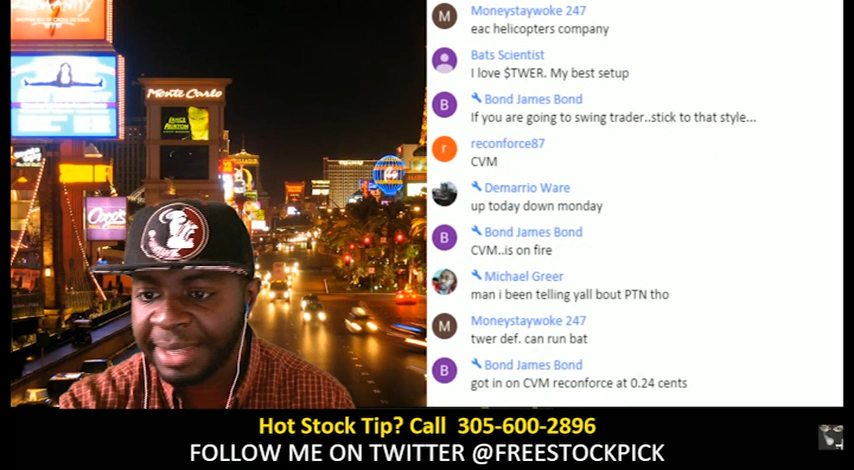 Monte Carlo
LANCE
BURTON
Coco's
Moneystaywoke 247
eac helicopters company
Bats Scientist
I love $TWER. My best setup
Bond James Bond
If you are going to swing trader..stick to that style...
reconforce87
CVM
Demarrio Ware
up today down monday
Bond James Bond
CVM..is on fire
Michael Greer
man i been telling yall bout PTN tho
Moneystaywoke 247
twer def. can run bat
Bond James Bond
got in on CVM reconforce at 0.24 cents
Hot Stock Tip? Call 305-600-2896
FOLLOW ME ON TWITTER @FREESTOCKPICK